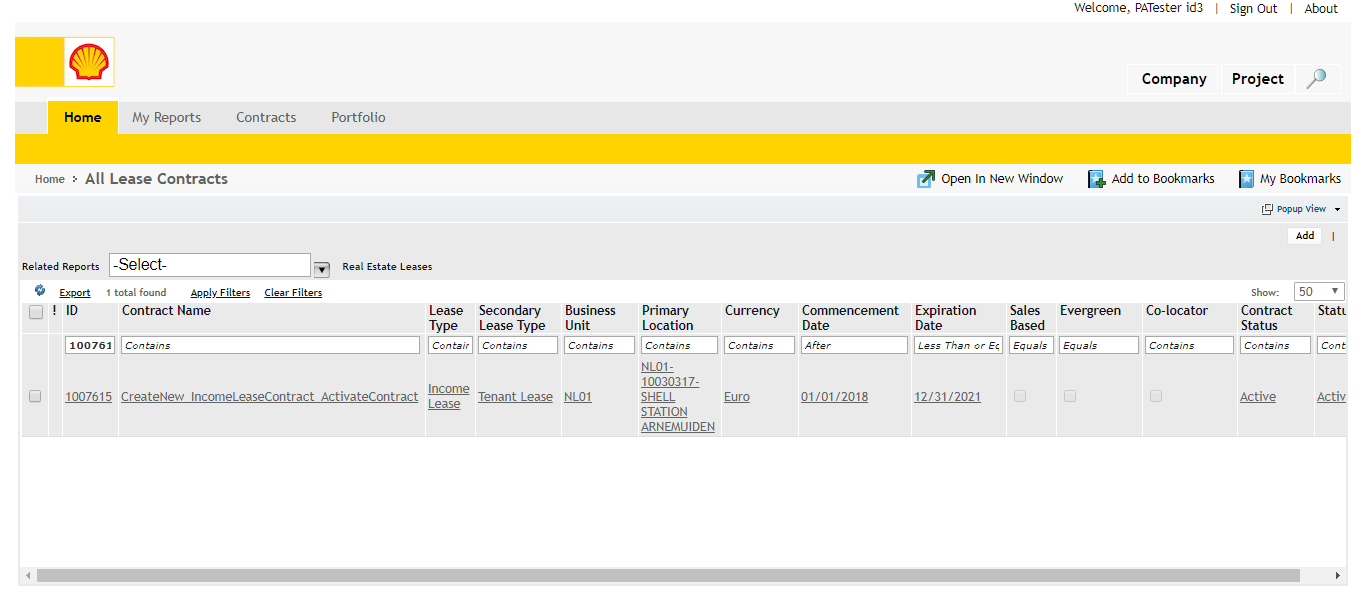 Welcome, PATester id3 | Sign Out | About
Company Project
Home My Reports Contracts Portfolio
Home > All Lease Contracts Open In New Window Add to Bookmarks My Bookmarks
Popup View
Add |
Related Reports -Select- Real Estate Leases
Export 1 total found Apply Filters Clear Filters Show: 50
! ID Contract Name Lease Type Secondary Lease Type Business Unit Primary Location Currency Commencement Date Expiration Date Sales Based Evergreen Co-locator Contract Status Statu
100761 Contains Contair Contains Contains Contains Contains After Less Than or Eq Equals Equals Contains Contains Cont
1007615 CreateNew_IncomeLeaseContract_ActivateContract Income Lease Tenant Lease NL01 NL01-10030317-SHELL STATION ARNEMUIDEN Euro 01/01/2018 12/31/2021 Active Activ